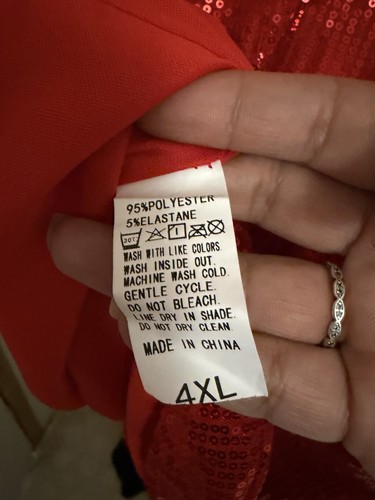 95%POLYESTER
5%ELASTANE
30°C
WASH WITH LIKE COLORS
WASH INSIDE OUT.
MACHINE WASH COLD.
GENTLE CYCLE.
DO NOT BLEACH.
LINE DRY IN SHADE.
DO NOT DRY CLEAN
MADE IN CHINA
4XL